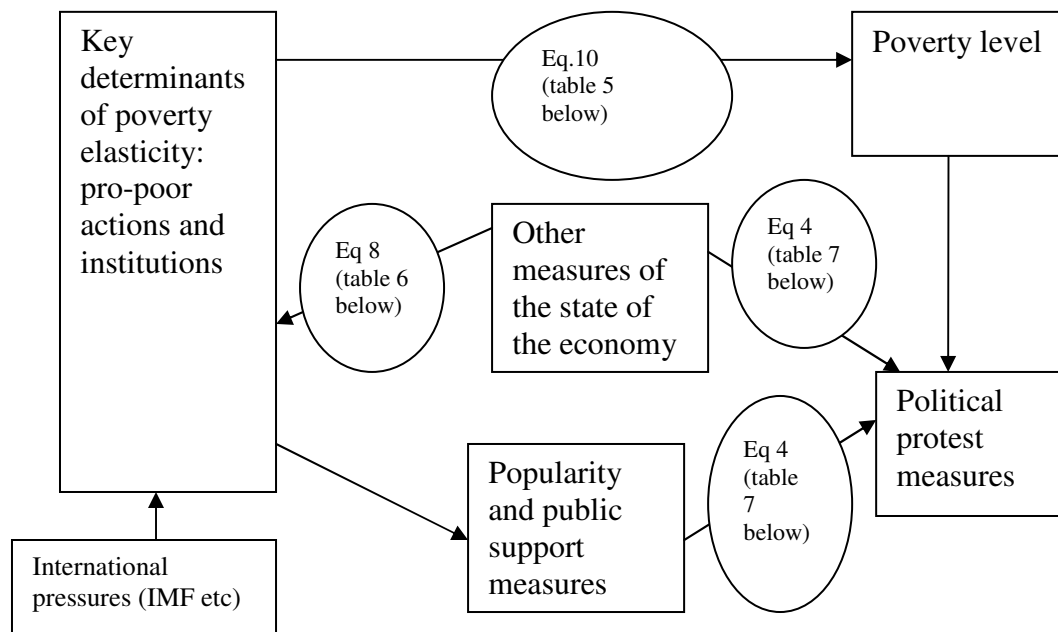 Key
determinants
of poverty
elasticity:
pro-poor
actions and
institutions
Eq.10
(table 5
below)
Poverty level
Eq 8
(table 6
below)
Other
measures of
the state of
the economy
Eq 4
(table 7
below)
Political
protest
measures
Popularity
and public
support
measures
Eq 4
(table
7
below)
International
pressures (IMF etc)